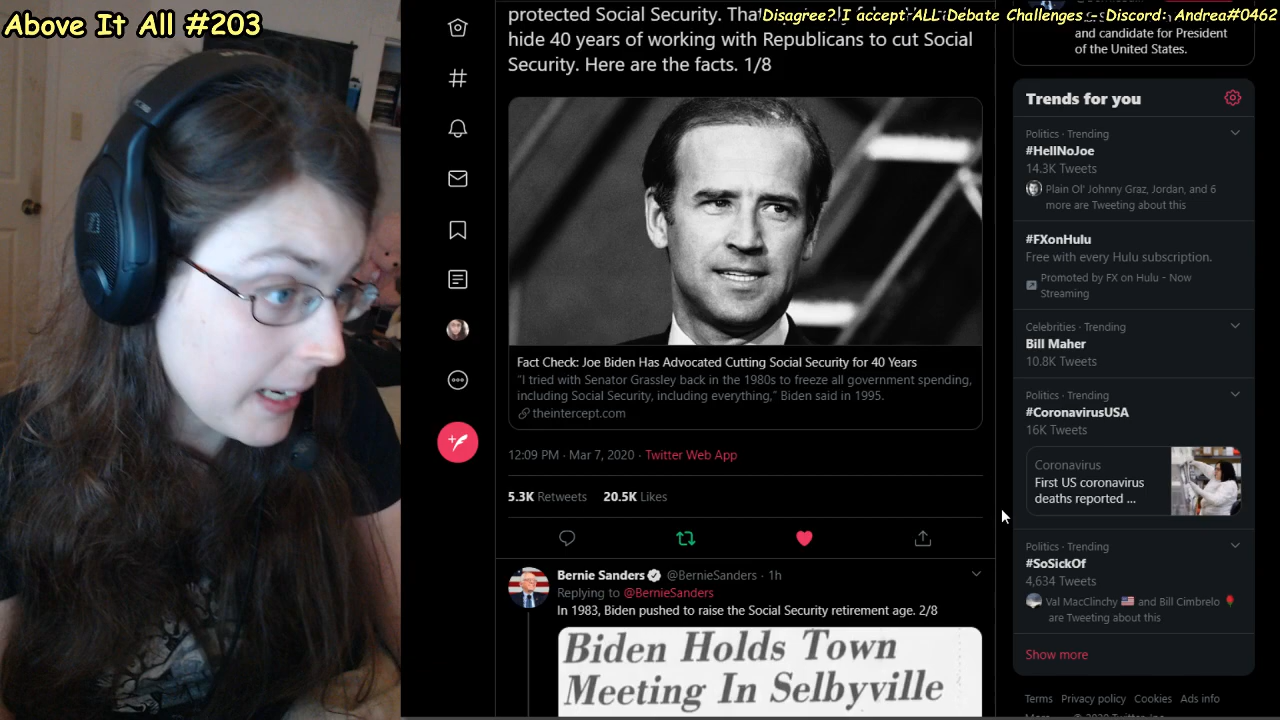 Above It All #203
Disagree? I accept ALL Debate Challenges - Discord: Andrea#0462
protected Social Security.
hide 40 years of working with Republicans to cut Social
Security. Here are the facts. 1/8
Fact Check: Joe Biden Has Advocated Cutting Social Security for 40 Years
"I tried with Senator Grassley back in the 1980s to freeze all government spending,
including Social Security, including everything," Biden said in 1995.
theintercept.com
12:09 PM · Mar 7, 2020 · Twitter Web App
5.3K Retweets 20.5K Likes
Bernie Sanders @BernieSanders · 1h
Replying to @BernieSanders
In 1983, Biden pushed to raise the Social Security retirement age. 2/8
Biden Holds Town
Meeting In Selbyville
and candidate for President
of the United States.
Trends for you
Politics · Trending
#HellNoJoe
14.3K Tweets
Plain Ol' Johnny Graz, Jordan, and 6
more are Tweeting about this
#FXonHulu
Free with every Hulu subscription.
Promoted by FX on Hulu - Now
Streaming
Celebrities · Trending
Bill Maher
10.8K Tweets
Politics · Trending
#CoronavirusUSA
16K Tweets
Coronavirus
First US coronavirus
deaths reported ...
Politics · Trending
#SoSickOf
4,634 Tweets
Val MacClinchy 🇺🇸 and Bill Cimbrelo 🌹
are Tweeting about this
Show more
Terms Privacy policy Cookies Ads info